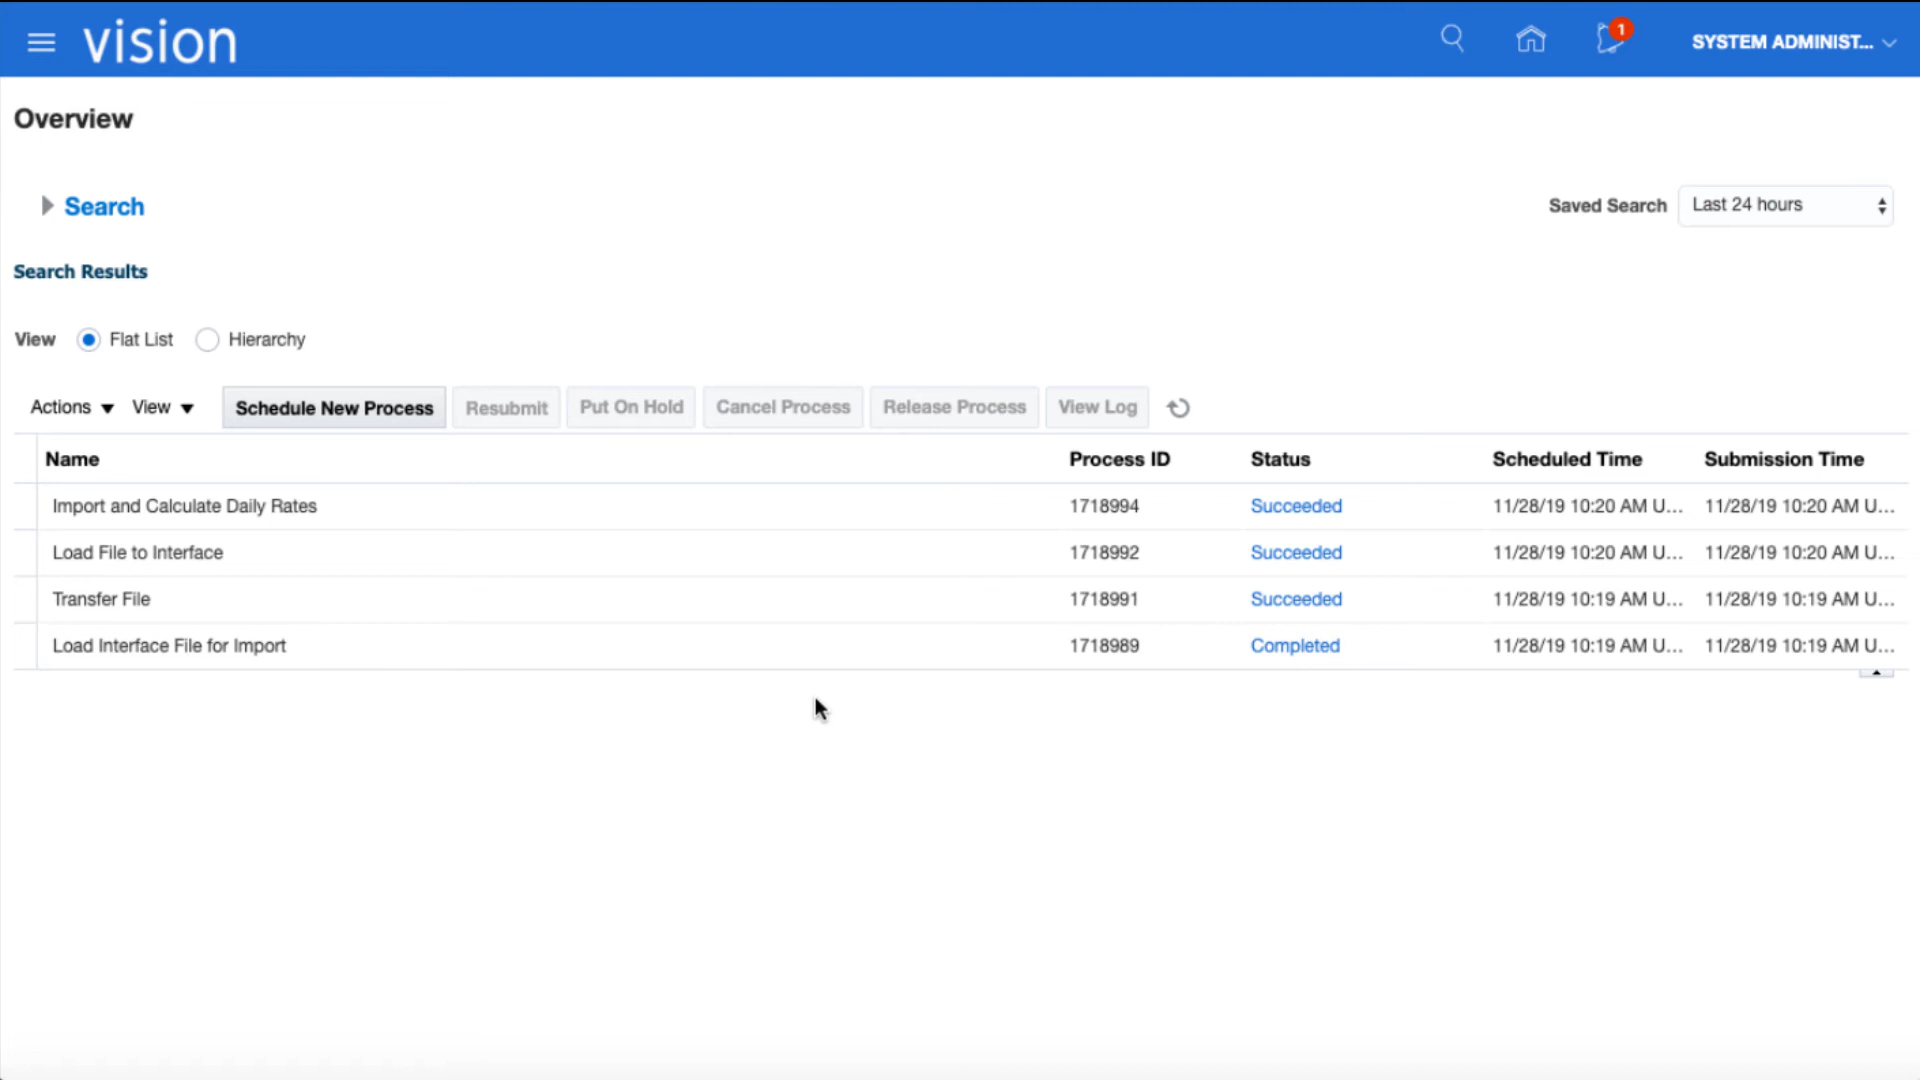 vision
1
SYSTEM ADMINIST...
Overview
Search
Saved Search Last 24 hours
Search Results
View Flat List Hierarchy
Actions View Schedule New Process Resubmit Put On Hold Cancel Process Release Process View Log
Name Process ID Status Scheduled Time Submission Time
Import and Calculate Daily Rates 1718994 Succeeded 11/28/19 10:20 AM U... 11/28/19 10:20 AM U...
Load File to Interface 1718992 Succeeded 11/28/19 10:20 AM U... 11/28/19 10:20 AM U...
Transfer File 1718991 Succeeded 11/28/19 10:19 AM U... 11/28/19 10:19 AM U...
Load Interface File for Import 1718989 Completed 11/28/19 10:19 AM U... 11/28/19 10:19 AM U...